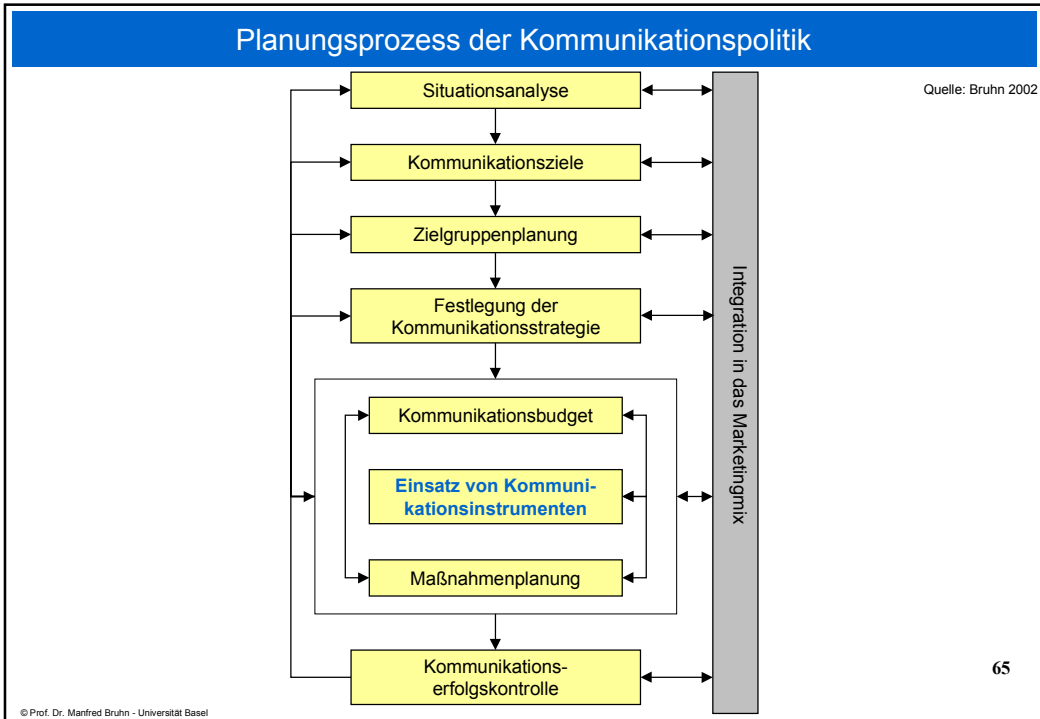 Planungsprozess der Kommunikationspolitik
Quelle: Bruhn 2002
Situationsanalyse
Kommunikationsziele
Zielgruppenplanung
Festlegung der
Kommunikationsstrategie
Kommunikationsbudget
Einsatz von Kommuni-
kationsinstrumenten
Maßnahmenplanung
Kommunikations-
erfolgskontrolle
Integration in das Marketingmix
65
© Prof. Dr. Manfred Bruhn - Universität Basel